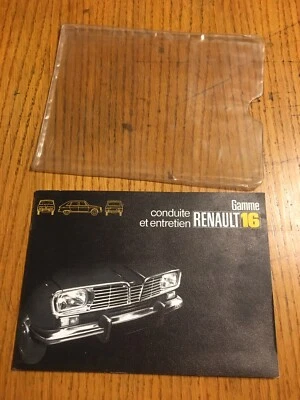 Gamme
conduite
et entretien RENAULT 16